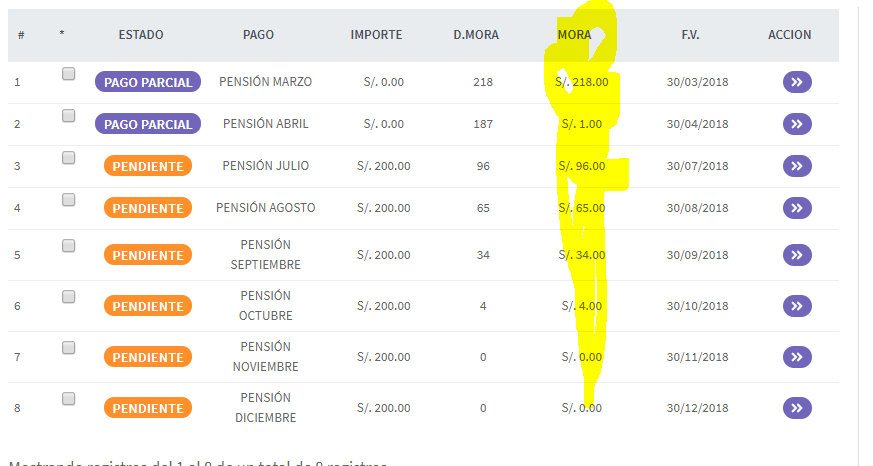 # * ESTADO PAGO IMPORTE D.MORA MORA F.V. ACCION
1 PAGO PARCIAL PENSIÓN MARZO S/. 0.00 218 S/. 218.00 30/03/2018
2 PAGO PARCIAL PENSIÓN ABRIL S/. 0.00 187 S/. 1.00 30/04/2018
3 PENDIENTE PENSIÓN JULIO S/. 200.00 96 S/. 96.00 30/07/2018
4 PENDIENTE PENSIÓN AGOSTO S/. 200.00 65 S/. 65.00 30/08/2018
5 PENDIENTE PENSIÓN SEPTIEMBRE S/. 200.00 34 S/. 34.00 30/09/2018
6 PENDIENTE PENSIÓN OCTUBRE S/. 200.00 4 S/. 4.00 30/10/2018
7 PENDIENTE PENSIÓN NOVIEMBRE S/. 200.00 0 S/. 0.00 30/11/2018
8 PENDIENTE PENSIÓN DICIEMBRE S/. 200.00 0 S/. 0.00 30/12/2018
Mostrando registros del 1 al 8 de un total de 8 registros